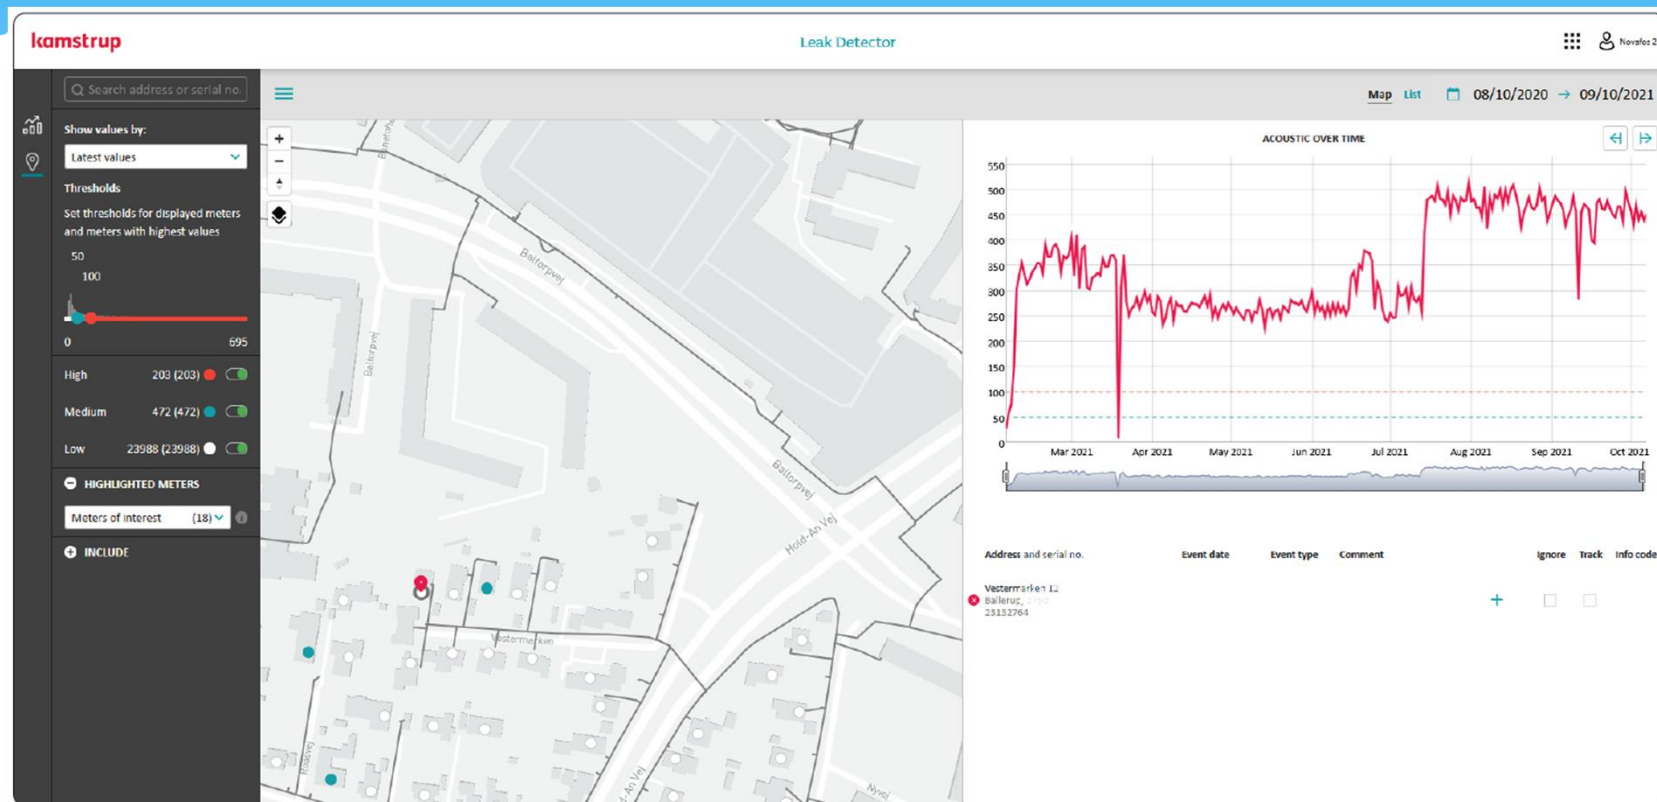 kamstrup
Leak Detector
Search address or serial no.
Map List 08/10/2020 → 09/10/2021
Show values by:
Latest values
Thresholds
Set thresholds for displayed meters
and meters with highest values
50
100
0 695
High 203 (203)
Medium 472 (472)
Low 23988 (23988)
HIGHLIGHTED METERS
Meters of interest (18)
INCLUDE
+
−
Baltorpvej
Baltorpvej
Baltorpvej
Hold-An Vej
Vestermarken
Nyvej
ACOUSTIC OVER TIME
550
500
450
400
350
300
250
200
150
100
50
0
Mar 2021 Apr 2021 May 2021 Jun 2021 Jul 2021 Aug 2021 Sep 2021 Oct 2021
Address and serial no. Event date Event type Comment Ignore Track Info code
Vestermarken 12
Ballerup,
23132764
+